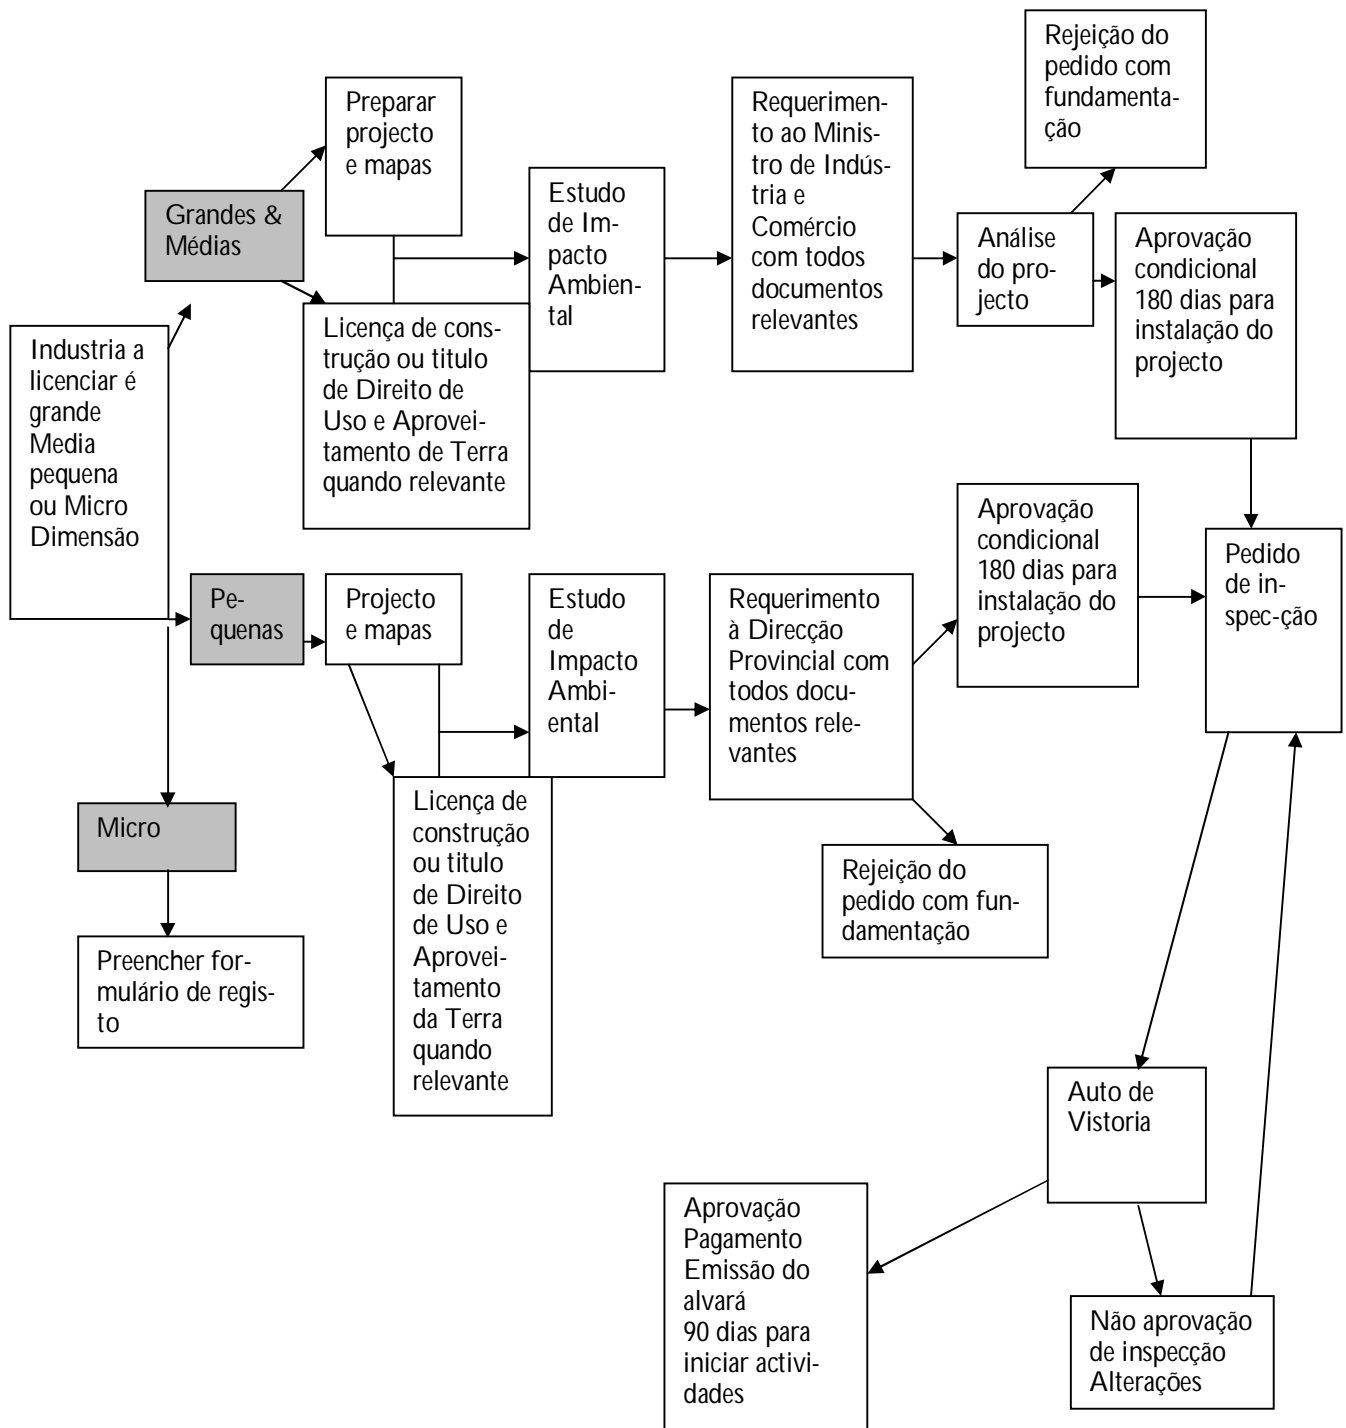 Rejeição do
pedido com
fundamenta-
ção
Preparar
projecto
e mapas
Requerimen-
to ao Minis-
tro de Indús-
tria e
Comércio
com todos
documentos
relevantes
Grandes &
Médias
Estudo
de Im-
pacto
Ambien-
tal
Análise
do pro-
jecto
Aprovação
condicional
180 dias para
instalação do
projecto
Industria a
licenciar é
grande
Media
pequena
ou Micro
Dimensão
Licença de cons-
trução ou titulo
de Direito de
Uso e Aprovei-
tamento de Terra
quando relevante
Pe-
quenas
Projecto
e mapas
Estudo
de
Impacto
Ambi-
ental
Requerimento
à Direcção
Provincial com
todos docu-
mentos rele-
vantes
Aprovação
condicional
180 dias para
instalação do
projecto
Pedido
de in-
spec-ção
Micro
Licença de
construção
ou titulo
de Direito
de Uso e
Aprovei-
tamento
da Terra
quando
relevante
Rejeição do
pedido com fun-
damentação
Preencher for-
mulário de regis-
to
Auto de
Vistoria
Aprovação
Pagamento
Emissão do
alvará
90 dias para
iniciar activi-
dades
Não aprovação
de inspecção
Alterações